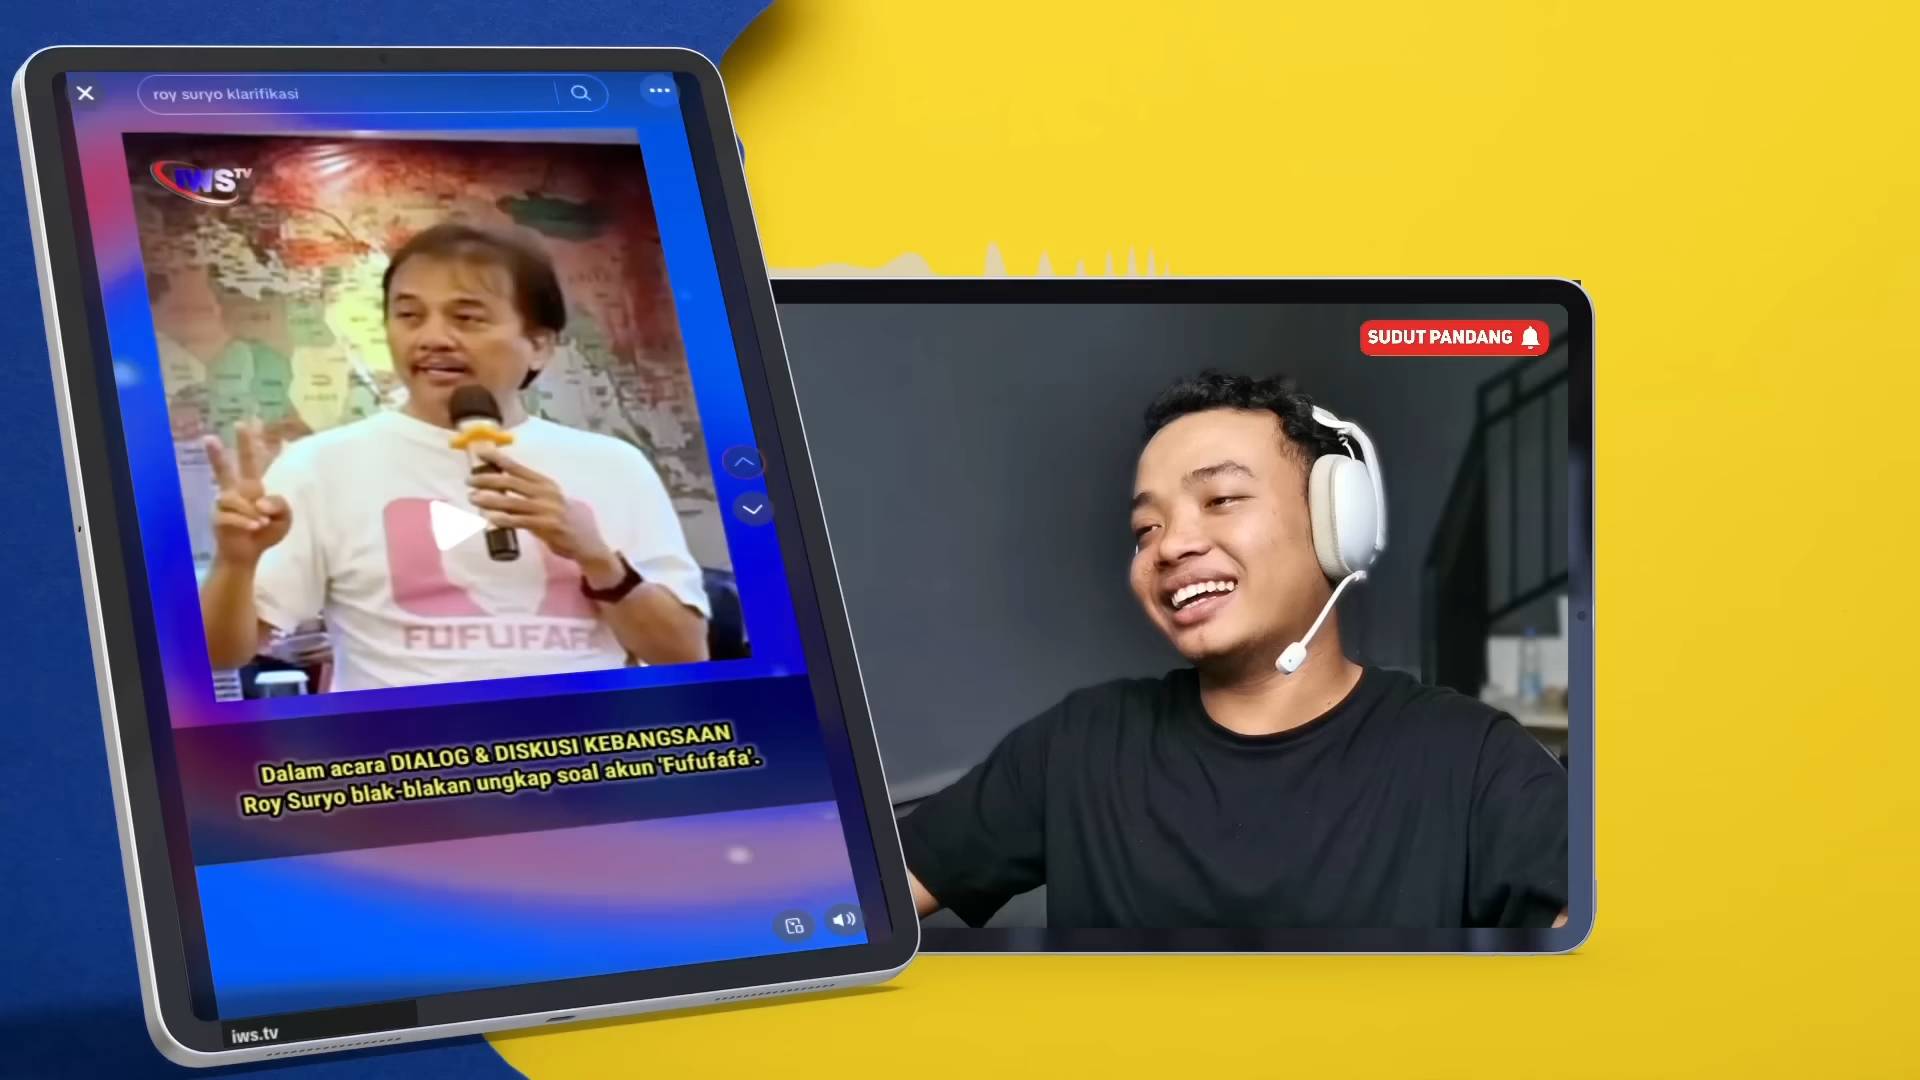 roy suryo klarifikasi
IWS TV
FUFUFAFA
Dalam acara DIALOG & DISKUSI KEBANGSAAN
Roy Suryo blak-blakan ungkap soal akun 'Fufufafa'.
iws.tv
SUDUT PANDANG